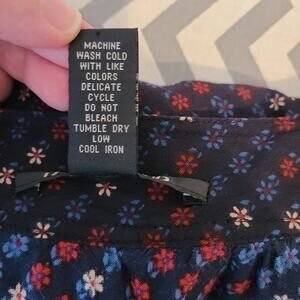 MACHINE
WASH COLD
WITH LIKE
COLORS
DELICATE
CYCLE
DO NOT
BLEACH
TUMBLE DRY
LOW
COOL IRON